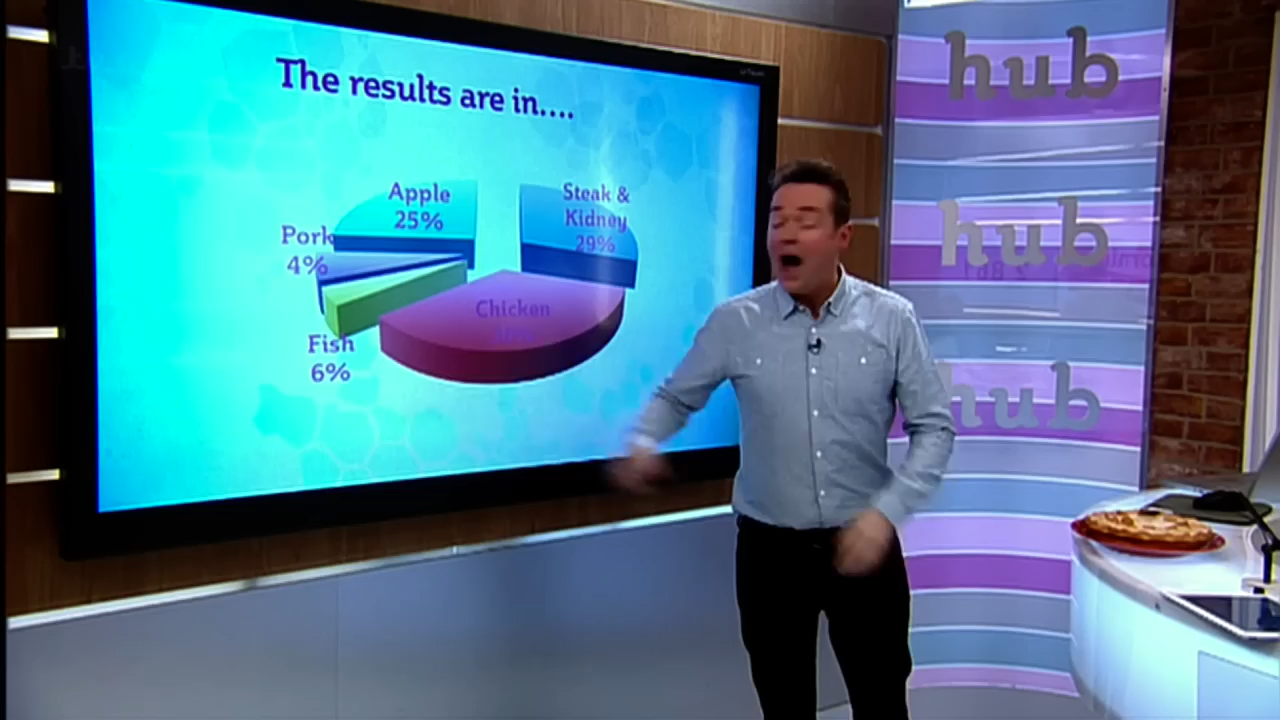 The results are in....
Apple
25%
Steak &
Kidney
29%
Pork
4%
Chicken
Fish
6%
hub
hub
hub